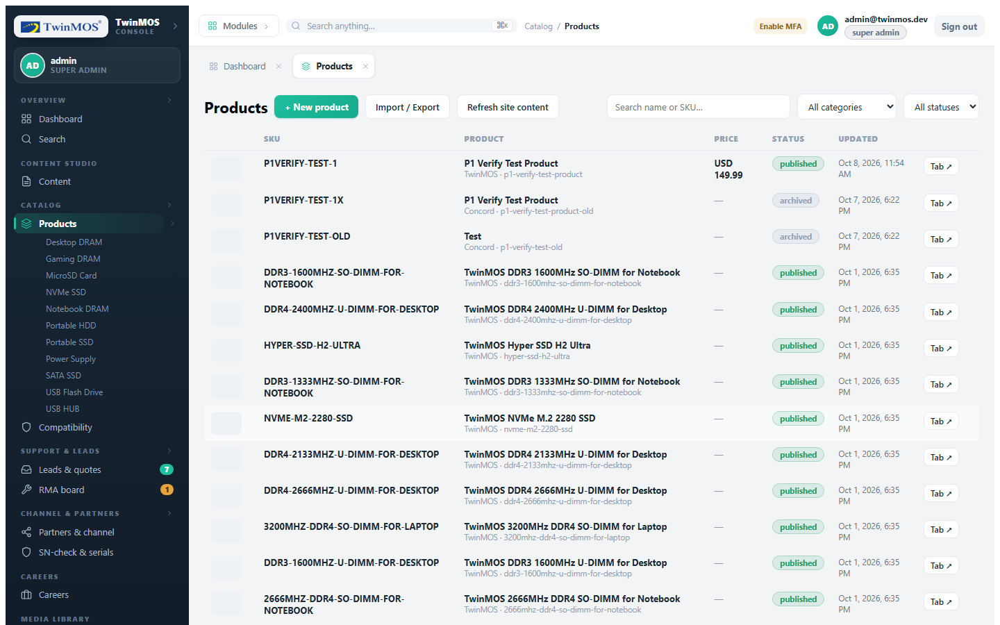 TwinMOS®
TwinMOS
CONSOLE
AD
admin
SUPER ADMIN
OVERVIEW
Dashboard
Search
CONTENT STUDIO
Content
CATALOG
Products
Desktop DRAM
Gaming DRAM
MicroSD Card
NVMe SSD
Notebook DRAM
Portable HDD
Portable SSD
Power Supply
SATA SSD
USB Flash Drive
USB HUB
Compatibility
SUPPORT & LEADS
Leads & quotes 7
RMA board 1
CHANNEL & PARTNERS
Partners & channel
SN-check & serials
CAREERS
Careers
MEDIA LIBRARY
Modules
Search anything...
⌘K
Catalog / Products
Enable MFA
AD
admin@twinmos.dev
super admin
Sign out
Dashboard ×
Products ×
Products
+ New product
Import / Export
Refresh site content
Search name or SKU...
All categories
All statuses
SKU PRODUCT PRICE STATUS UPDATED
P1VERIFY-TEST-1 P1 Verify Test Product USD published Oct 8, 2026, 11:54 Tab ↗
TwinMOS · p1-verify-test-product 149.99 AM
P1VERIFY-TEST-1X P1 Verify Test Product — archived Oct 7, 2026, 6:22 Tab ↗
Concord · p1-verify-test-product-old PM
P1VERIFY-TEST-OLD Test — archived Oct 7, 2026, 6:22 Tab ↗
Concord · p1-verify-test-old PM
DDR3-1600MHZ-SO-DIMM-FOR- TwinMOS DDR3 1600MHz SO-DIMM for Notebook — published Oct 1, 2026, 6:35 Tab ↗
NOTEBOOK TwinMOS · ddr3-1600mhz-so-dimm-for-notebook PM
DDR4-2400MHZ-U-DIMM-FOR-DESKTOP TwinMOS DDR4 2400MHz U-DIMM for Desktop — published Oct 1, 2026, 6:35 Tab ↗
TwinMOS · ddr4-2400mhz-u-dimm-for-desktop PM
HYPER-SSD-H2-ULTRA TwinMOS Hyper SSD H2 Ultra — published Oct 1, 2026, 6:35 Tab ↗
TwinMOS · hyper-ssd-h2-ultra PM
DDR3-1333MHZ-SO-DIMM-FOR- TwinMOS DDR3 1333MHz SO-DIMM for Notebook — published Oct 1, 2026, 6:35 Tab ↗
NOTEBOOK TwinMOS · ddr3-1333mhz-so-dimm-for-notebook PM
NVME-M2-2280-SSD TwinMOS NVMe M.2 2280 SSD — published Oct 1, 2026, 6:35 Tab ↗
TwinMOS · nvme-m2-2280-ssd PM
DDR4-2133MHZ-U-DIMM-FOR-DESKTOP TwinMOS DDR4 2133MHz U-DIMM for Desktop — published Oct 1, 2026, 6:35 Tab ↗
TwinMOS · ddr4-2133mhz-u-dimm-for-desktop PM
DDR4-2666MHZ-U-DIMM-FOR-DESKTOP TwinMOS DDR4 2666MHz U-DIMM for Desktop — published Oct 1, 2026, 6:35 Tab ↗
TwinMOS · ddr4-2666mhz-u-dimm-for-desktop PM
3200MHZ-DDR4-SO-DIMM-FOR-LAPTOP TwinMOS 3200MHz DDR4 SO-DIMM for Laptop — published Oct 1, 2026, 6:35 Tab ↗
TwinMOS · 3200mhz-ddr4-so-dimm-for-laptop PM
DDR3-1600MHZ-U-DIMM-FOR-DESKTOP TwinMOS DDR3 1600MHz U-DIMM for Desktop — published Oct 1, 2026, 6:35 Tab ↗
TwinMOS · ddr3-1600mhz-u-dimm-for-desktop PM
2666MHZ-DDR4-SO-DIMM-FOR- TwinMOS 2666MHz DDR4 SO-DIMM for Notebook — published Oct 1, 2026, 6:35 Tab ↗
NOTEBOOK TwinMOS · 2666mhz-ddr4-so-dimm-for-notebook PM